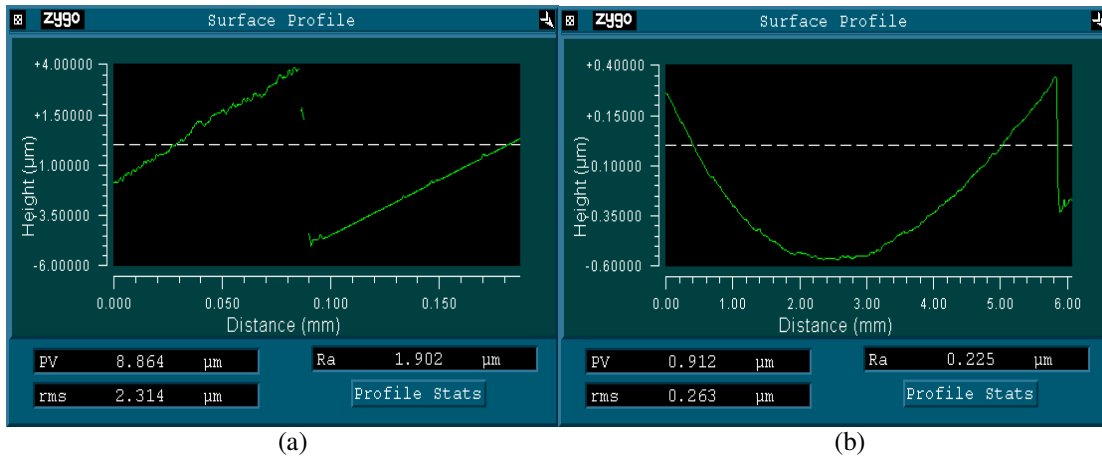 zygo Surface Profile
+4.00000
+1.50000
-1.00000
-3.50000
-6.00000
Height (µm)
0.000 0.050 0.100 0.150
Distance (mm)
PV 8.864 µm
Ra 1.902 µm
rms 2.314 µm
Profile Stats
(a)
zygo Surface Profile
+0.40000
+0.15000
-0.10000
-0.35000
-0.60000
Height (µm)
0.00 1.00 2.00 3.00 4.00 5.00 6.00
Distance (mm)
PV 0.912 µm
Ra 0.225 µm
rms 0.263 µm
Profile Stats
(b)